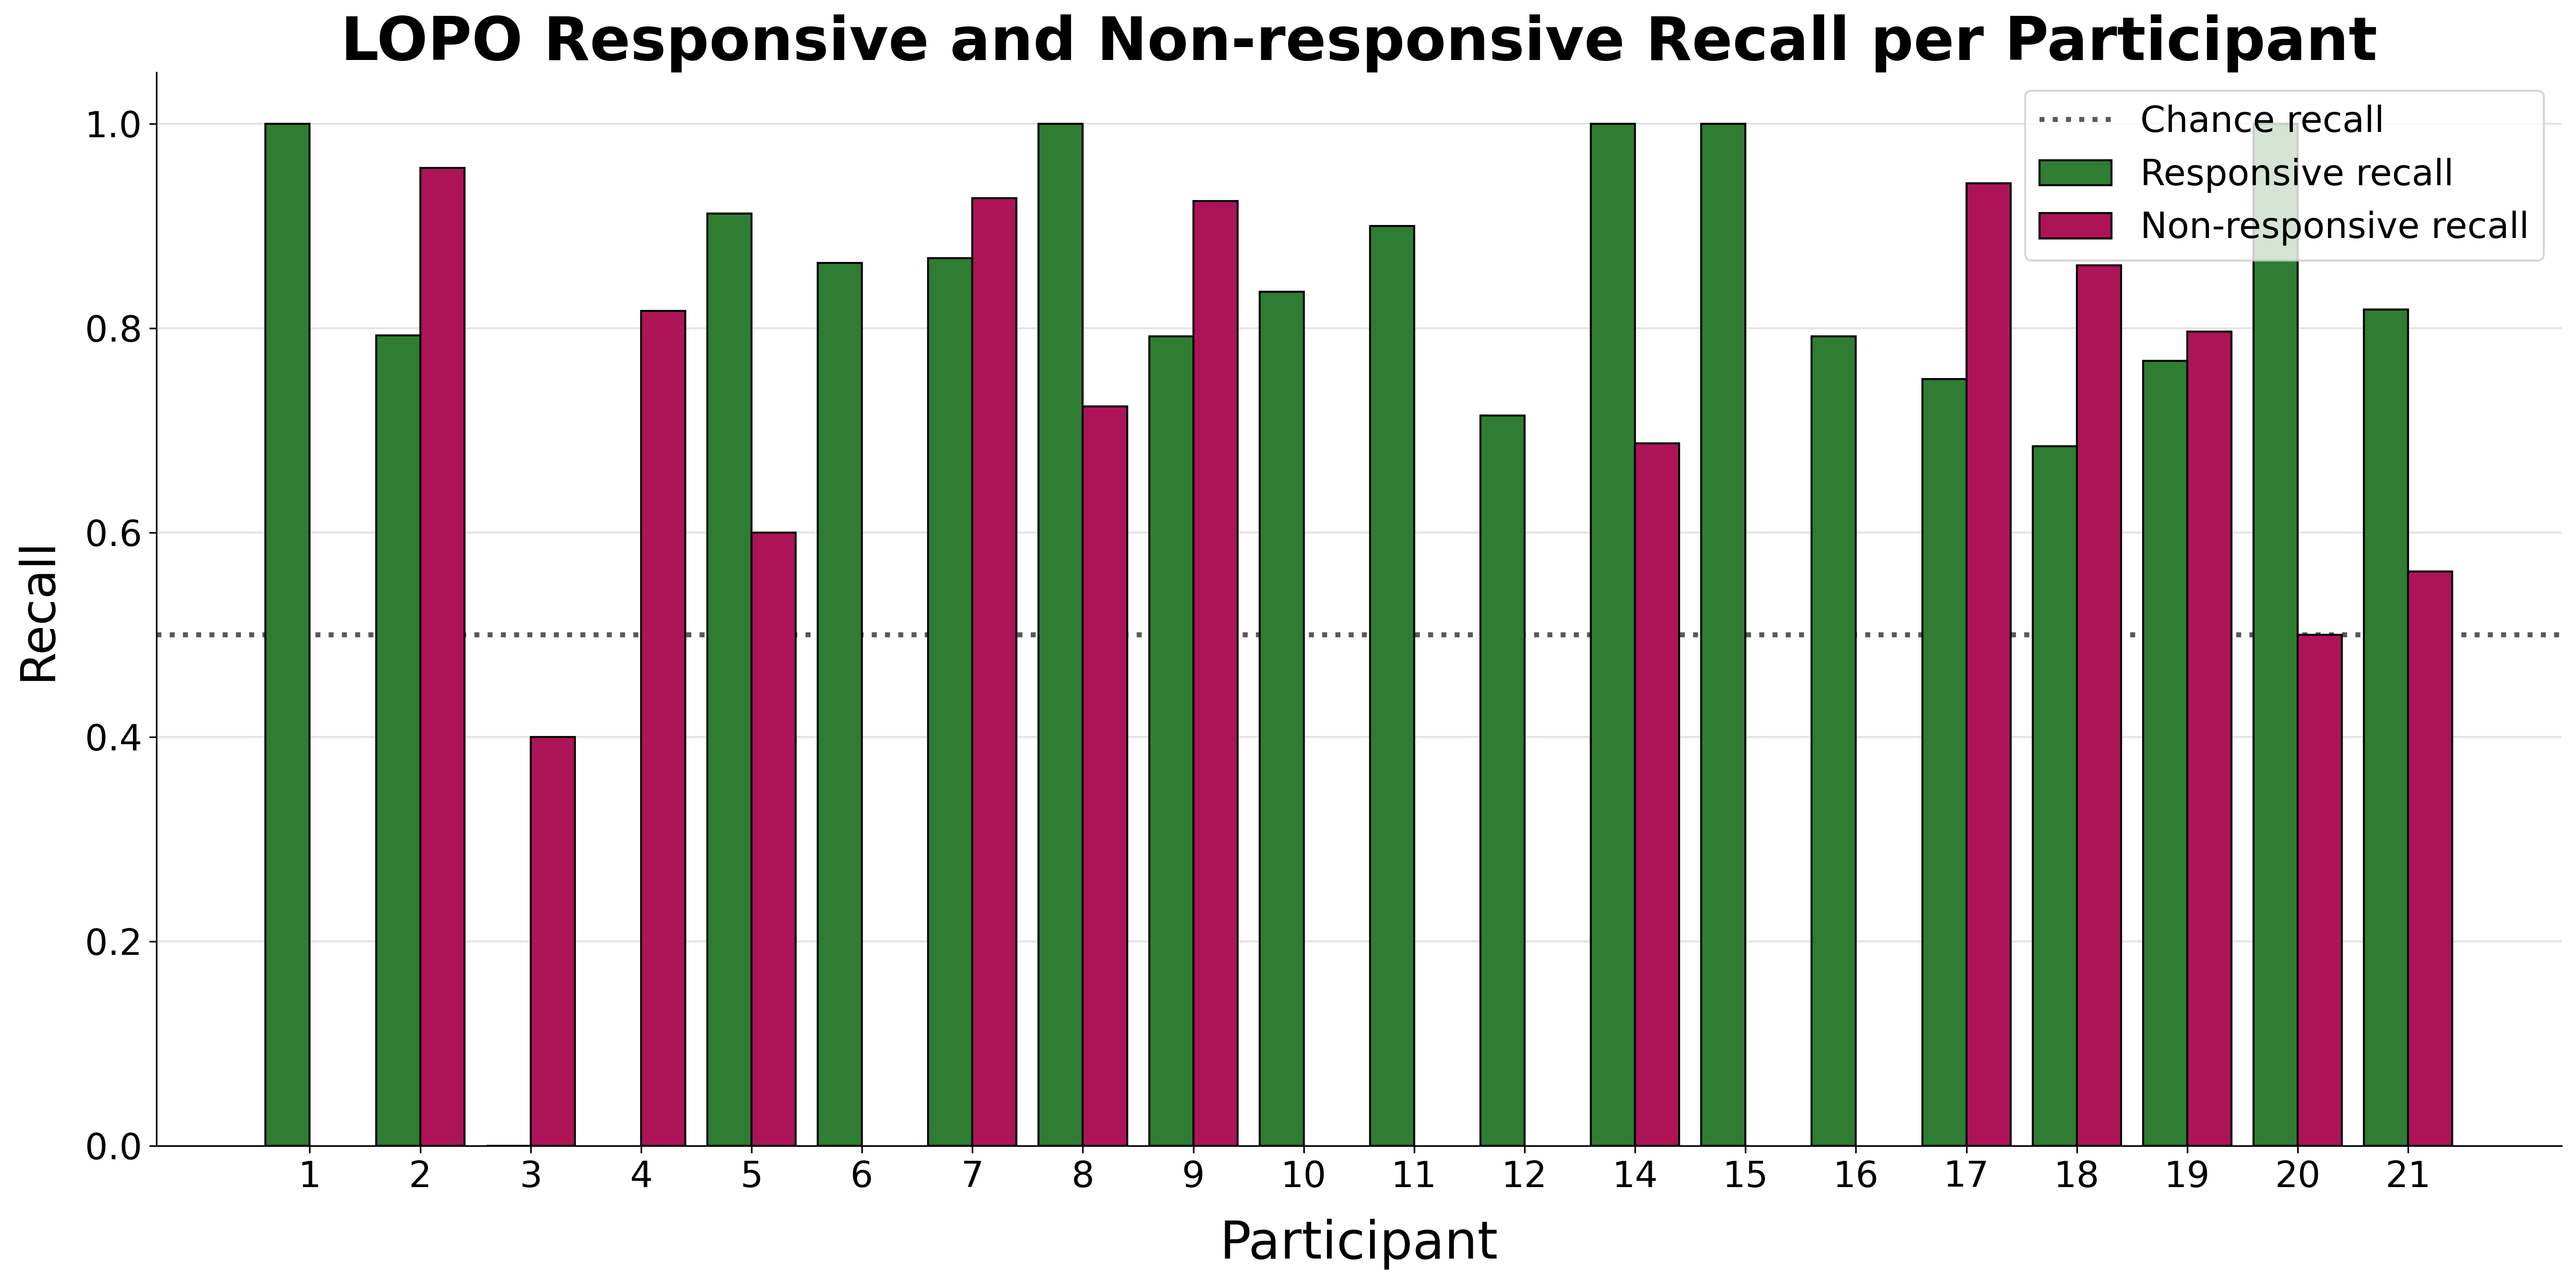 LOPO Responsive and Non-responsive Recall per Participant
Chance recall
Responsive recall
Non-responsive recall
1.0
0.8
0.6
0.4
0.2
0.0
Recall
1 2 3 4 5 6 7 8 9 10 11 12 14 15 16 17 18 19 20 21
Participant